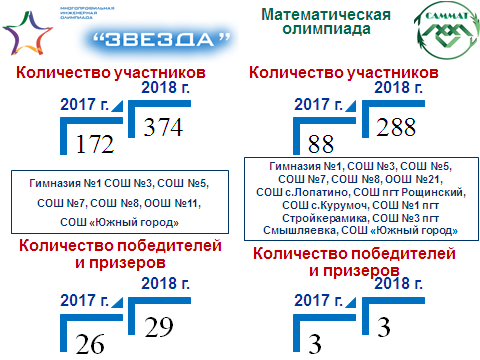 МНОГОПРОФИЛЬНАЯ
ИНЖЕНЕРНАЯ
ОЛИМПИАДА
“ЗВЕЗДА”
Количество участников
2017 г.
2018 г.
172
374
Гимназия №1 СОШ №3, СОШ №5,
СОШ №7, СОШ №8, ООШ №11,
СОШ «Южный город»
Количество победителей
и призеров
2017 г.
2018 г.
26
29
Математическая
олимпиада
САММАТ
Количество участников
2017 г.
2018 г.
88
288
Гимназия №1, СОШ №3, СОШ №5,
СОШ №7, СОШ №8, ООШ №21,
СОШ с.Лопатино, СОШ пгт Рощинский,
СОШ с.Курумоч, СОШ №1 пгт
Стройкерамика, СОШ №3 пгт
Смышляевка, СОШ «Южный город»
Количество победителей
и призеров
2017 г.
2018 г.
3
3